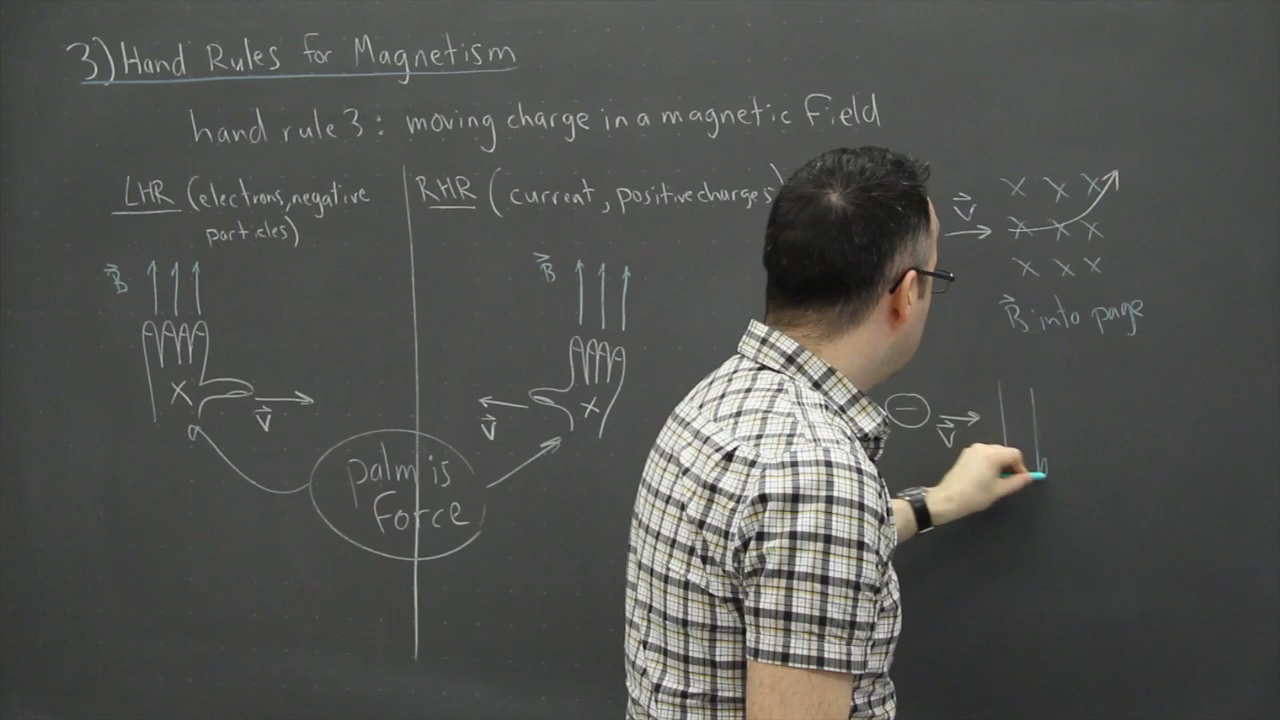 3) Hand Rules for Magnetism
hand rule 3: moving charge in a magnetic field
LHR (electrons, negative
particles)
RHR (current, positive charges)
B
X
V
B
X
V
palm is
Force
V
X X X
X X X
X X X
B into page
−
V